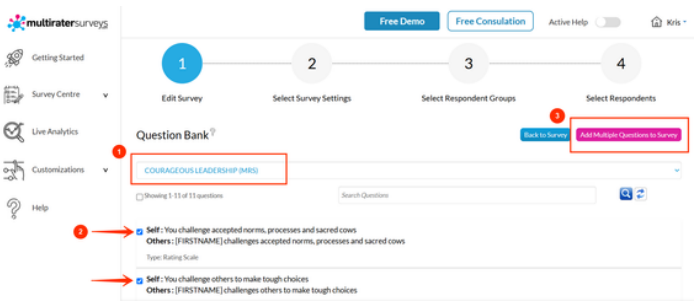 multiratersurveys
Free Demo
Free Consulation
Active Help
Kris
Getting Started
1
2
3
4
Edit Survey
Select Survey Settings
Select Respondent Groups
Select Respondents
Survey Centre
Live Analytics
3
Question Bank
Back to Survey
Add Multiple Questions to Survey
1
Customizations
COURAGEOUS LEADERSHIP (MRS)
Showing 1-11 of 11 questions
Search Questions
Help
2
Self : You challenge accepted norms, processes and sacred cows
Others : [FIRSTNAME] challenges accepted norms, processes and sacred cows
Type: Rating Scale
Self : You challenge others to make tough choices
Others : [FIRSTNAME] challenges others to make tough choices